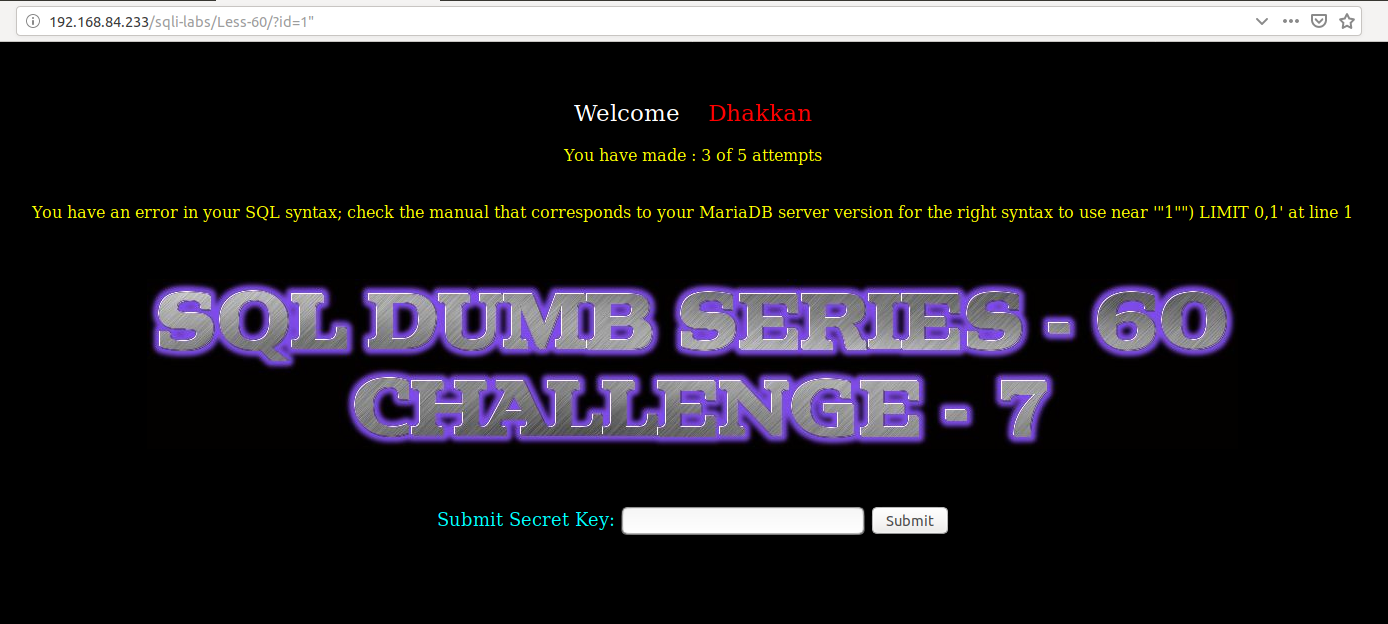 192.168.84.233/sqli-labs/Less-60/?id=1"
Welcome Dhakkan
You have made : 3 of 5 attempts
You have an error in your SQL syntax; check the manual that corresponds to your MariaDB server version for the right syntax to use near '"1"") LIMIT 0,1' at line 1
SQL DUMB SERIES - 60
CHALLENGE - 7
Submit Secret Key: Submit